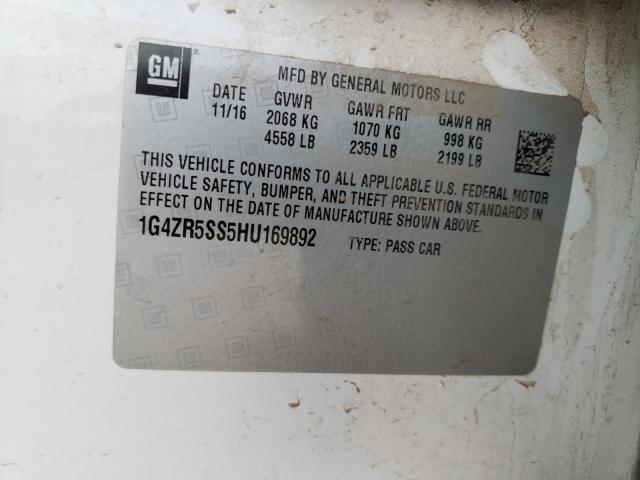 GM
MFD BY GENERAL MOTORS LLC
DATE GVWR GAWR FRT GAWR RR
11/16 2068 KG 1070 KG 998 KG
4558 LB 2359 LB 2199 LB
THIS VEHICLE CONFORMS TO ALL APPLICABLE U.S. FEDERAL MOTOR
VEHICLE SAFETY, BUMPER, AND THEFT PREVENTION STANDARDS IN
EFFECT ON THE DATE OF MANUFACTURE SHOWN ABOVE.
1G4ZR5SS5HU169892 TYPE: PASS CAR